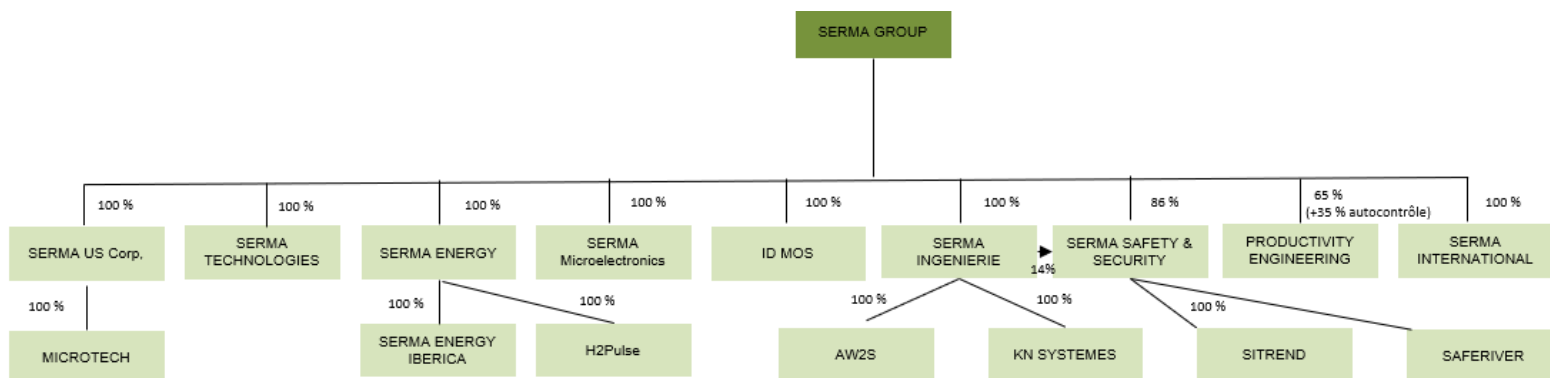 SERMA GROUP
100 %
100 %
100 %
100 %
100 %
100 %
86 %
65 %
(+35 % autocontrôle)
100 %
SERMA US Corp,
SERMA
TECHNOLOGIES
SERMA ENERGY
SERMA
Microelectronics
ID MOS
SERMA
INGENIERIE
14%
SERMA SAFETY &
SECURITY
PRODUCTIVITY
ENGINEERING
SERMA
INTERNATIONAL
100 %
100 %
100 %
100 %
100 %
100 %
MICROTECH
SERMA ENERGY
IBERICA
H2Pulse
AW2S
KN SYSTEMES
SITREND
SAFERIVER